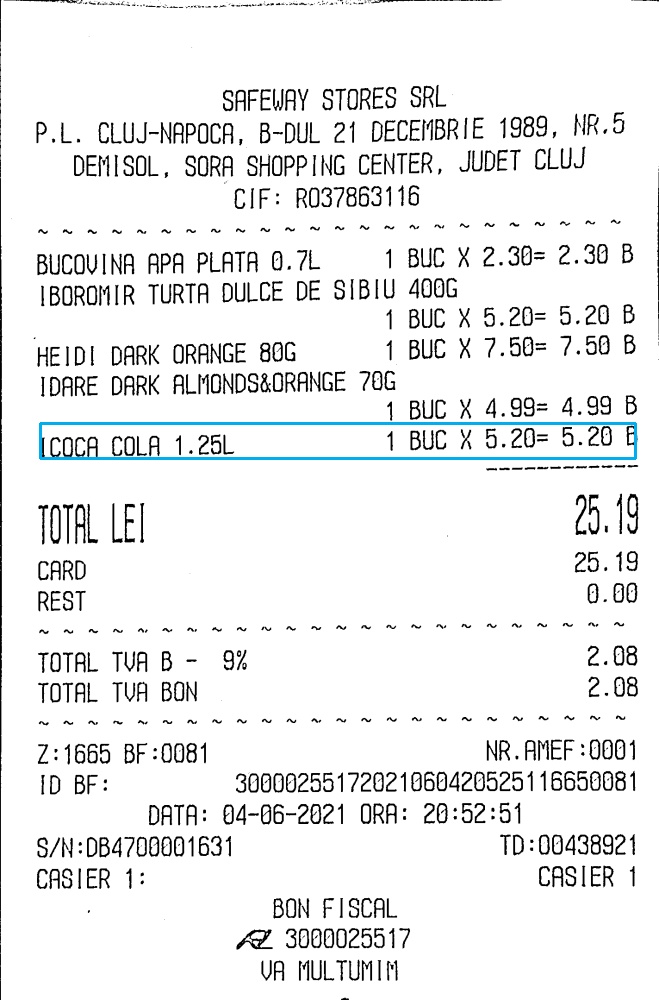 SAFEWAY STORES SRL
P.L. CLUJ-NAPOCA, B-DUL 21 DECEMBRIE 1989, NR.5
DEMISOL, SORA SHOPPING CENTER, JUDET CLUJ
CIF: RO37863116
~ ~ ~ ~ ~ ~ ~ ~ ~ ~ ~ ~ ~ ~ ~ ~ ~ ~ ~ ~ ~ ~ ~ ~
BUCOVINA APA PLATA 0.7L 1 BUC X 2.30= 2.30 B
IBOROMIR TURTA DULCE DE SIBIU 400G
1 BUC X 5.20= 5.20 B
HEIDI DARK ORANGE 80G 1 BUC X 7.50= 7.50 B
IDARE DARK ALMONDS&ORANGE 70G
1 BUC X 4.99= 4.99 B
ICOCA COLA 1.25L 1 BUC X 5.20= 5.20 B
------------
TOTAL LEI 25.19
CARD 25.19
REST 0.00
~ ~ ~ ~ ~ ~ ~ ~ ~ ~ ~ ~ ~ ~ ~ ~ ~ ~ ~ ~ ~ ~ ~ ~
TOTAL TVA B - 9% 2.08
TOTAL TVA BON 2.08
~ ~ ~ ~ ~ ~ ~ ~ ~ ~ ~ ~ ~ ~ ~ ~ ~ ~ ~ ~ ~ ~ ~ ~
Z:1665 BF:0081 NR.AMEF:0001
ID BF: 3000025517202106042052511665​0081
DATA: 04-06-2021 ORA: 20:52:51
S/N:DB4700001631 TD:00438921
CASIER 1: CASIER 1
BON FISCAL
3000025517
VA MULTUMIM